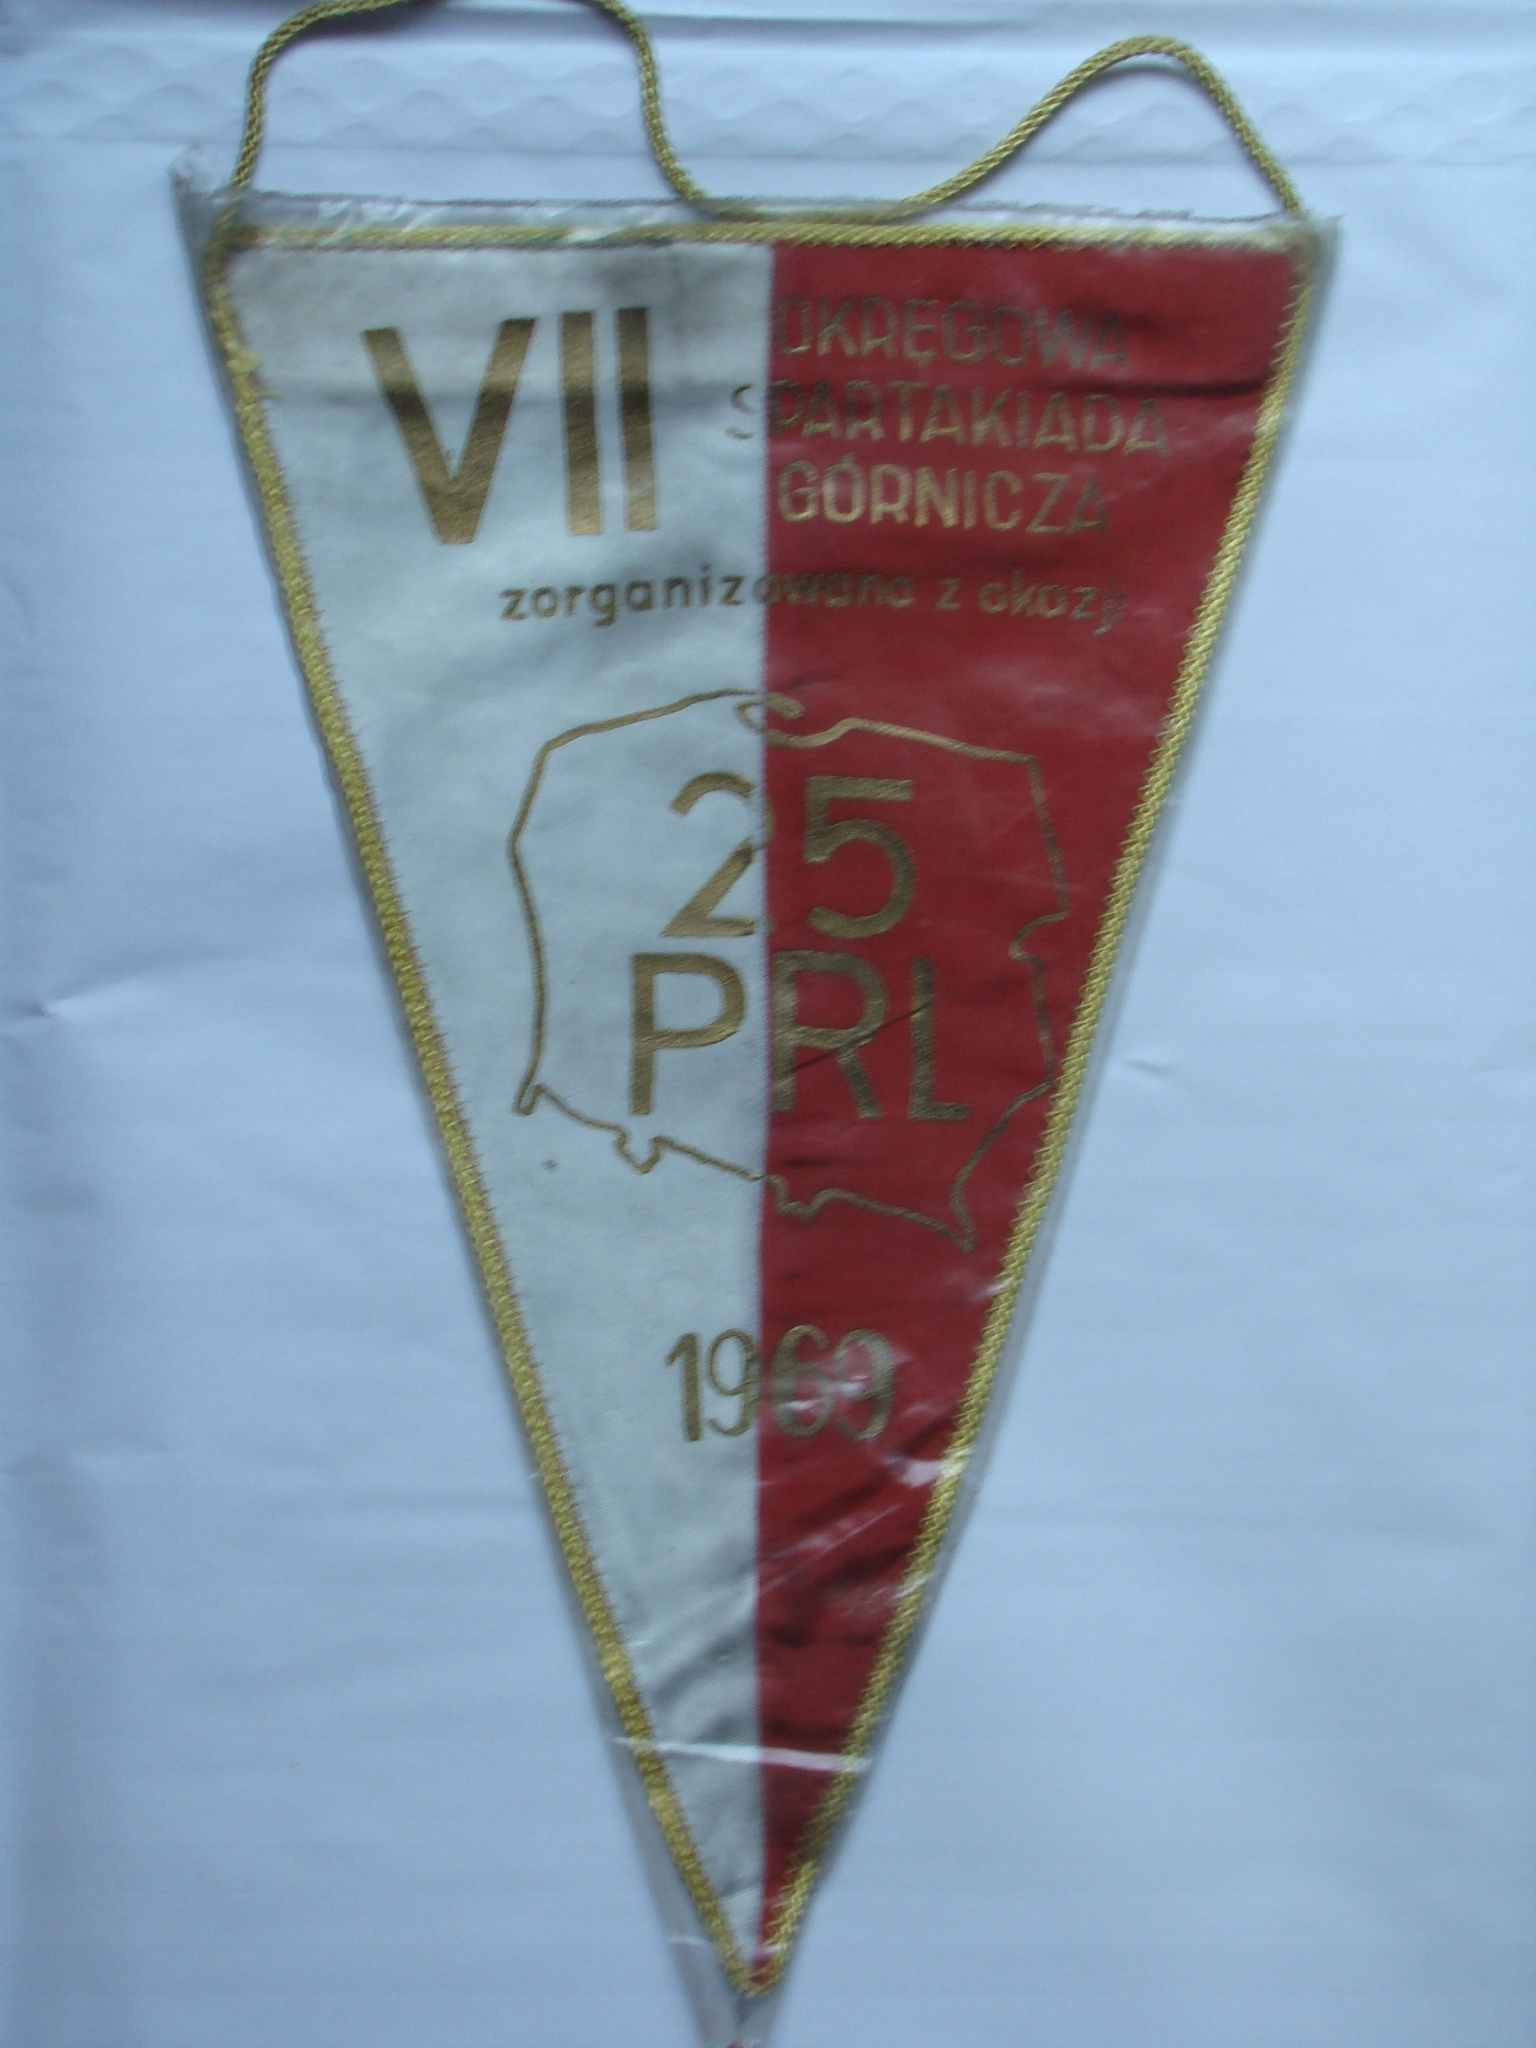 VII OKRĘGOWA
SPARTAKIADA
GÓRNICZA
zorganizowana z okazji
25
PRL
1969